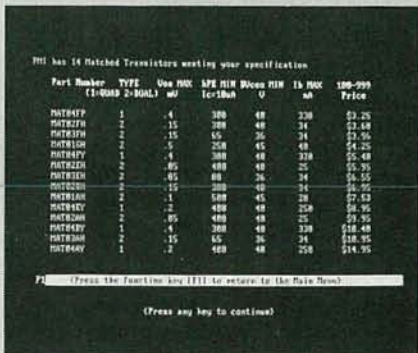 PMI has 14 Matched Transistors meeting your specification
Part Number TYPE Vos MAX hFE MIN BVceo MIN Ib MAX 100-999
(1=QUAD 2=DUAL) mV Ic=10uA V nA Price
MAT04FP 1 .4 300 40 330 $3.25
MAT02FH 2 .15 300 40 34 $3.60
MAT03FH 2 .15 65 36 34 $3.95
MAT01GH 2 .5 250 45 40 $4.25
MAT04FY 1 .4 300 40 330 $5.40
MAT02EH 2 .05 400 40 25 $5.95
MAT03EH 2 .05 80 36 34 $6.55
2 .15 300 40 34 $6.95
MAT01AH 2 .1 500 45 20 $7.53
MAT04EY 1 .2 400 40 250 $8.95
MAT02AH 2 .05 400 40 25 $9.95
MAT04BY 1 .4 300 40 330 $10.40
MAT03AH 2 .15 65 36 34 $10.95
MAT04AY 1 .2 400 40 250 $14.95
(Press the function key [F1] to return to the Main Menu)
(Press any key to continue)